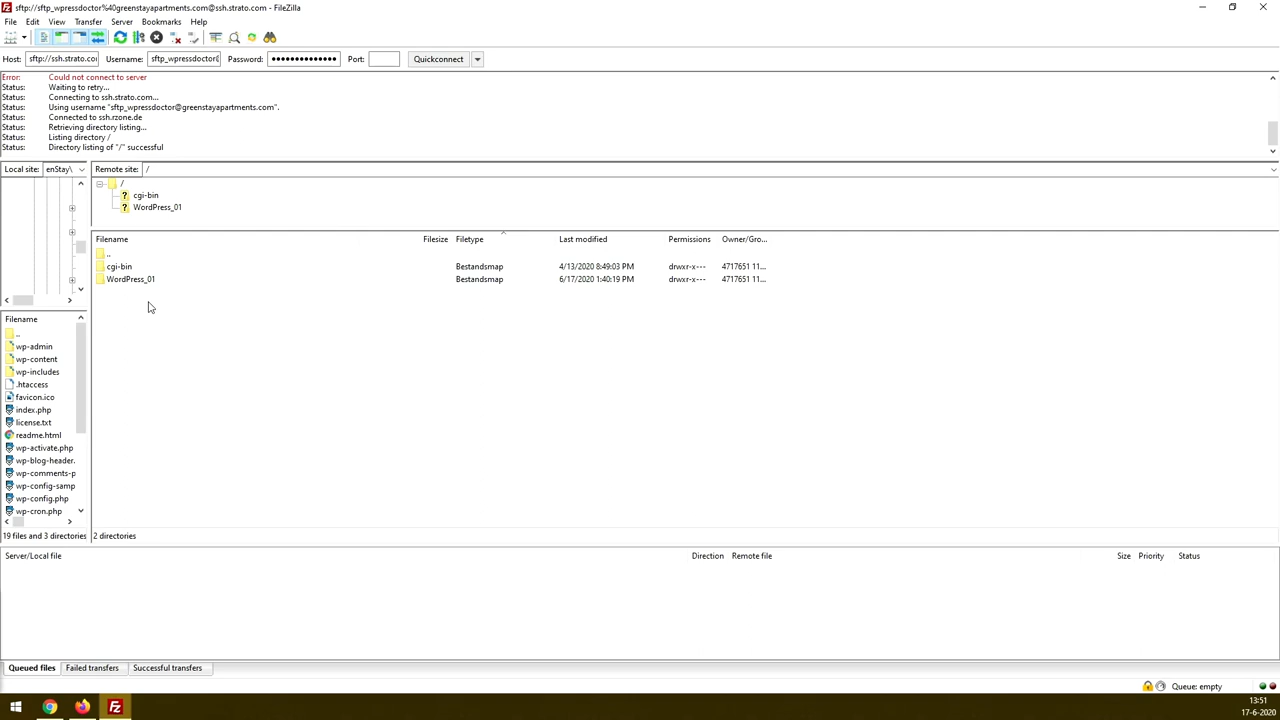 sftp://sftp_wpressdoctor%40greenstayapartments.com@ssh.strato.com - FileZilla
File Edit View Transfer Server Bookmarks Help
Host: sftp://ssh.strato.co Username: sftp_wpressdoctor@ Password: ●●●●●●●●●●●●●● Port: Quickconnect
Error: Could not connect to server
Status: Waiting to retry...
Status: Connecting to ssh.strato.com...
Status: Using username "sftp_wpressdoctor@greenstayapartments.com".
Status: Connected to ssh.rzone.de
Status: Retrieving directory listing...
Status: Listing directory /
Status: Directory listing of "/" successful
Local site: enStay\
Remote site: /
/
cgi-bin
WordPress_01
Filename Filesize Filetype Last modified Permissions Owner/Gro...
..
cgi-bin Bestandsmap 4/13/2020 8:49:03 PM drwxr-x--- 4717651 11...
WordPress_01 Bestandsmap 6/17/2020 1:40:19 PM drwxr-x--- 4717651 11...
Filename
..
wp-admin
wp-content
wp-includes
.htaccess
favicon.ico
index.php
license.txt
readme.html
wp-activate.php
wp-blog-header.
wp-comments-p
wp-config-samp
wp-config.php
wp-cron.php
19 files and 3 directories
2 directories
Server/Local file Direction Remote file Size Priority Status
Queued files Failed transfers Successful transfers
Queue: empty
13:51
17-6-2020